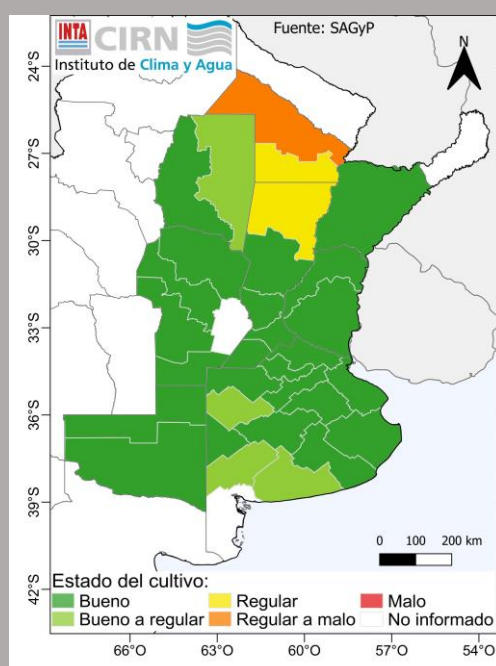 INTA CIRN
Instituto de Clima y Agua
Fuente: SAGyP
N
24°S
27°S
30°S
33°S
36°S
39°S
42°S
0 100 200 km
Estado del cultivo:
Bueno
Regular
Malo
Bueno a regular
Regular a malo
No informado
66°O 63°O 60°O 57°O 54°O